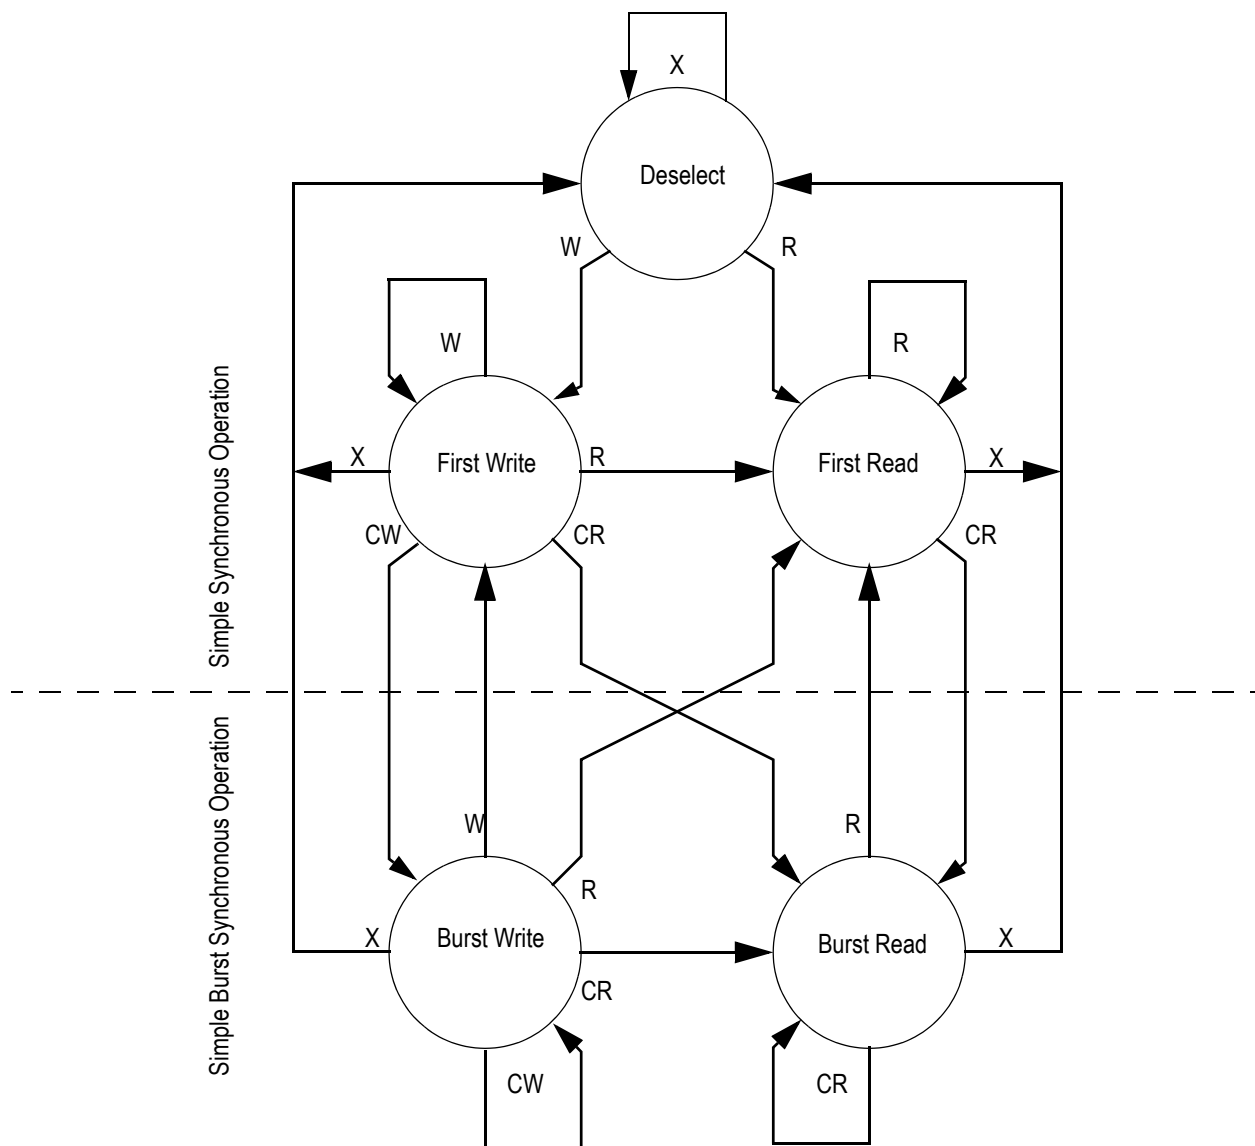 X
Deselect
W
R
W
R
Simple Synchronous Operation
X
First Write
R
First Read
X
CW
CR
CR
Simple Burst Synchronous Operation
W
R
R
X
Burst Write
Burst Read
X
CR
CW
CR